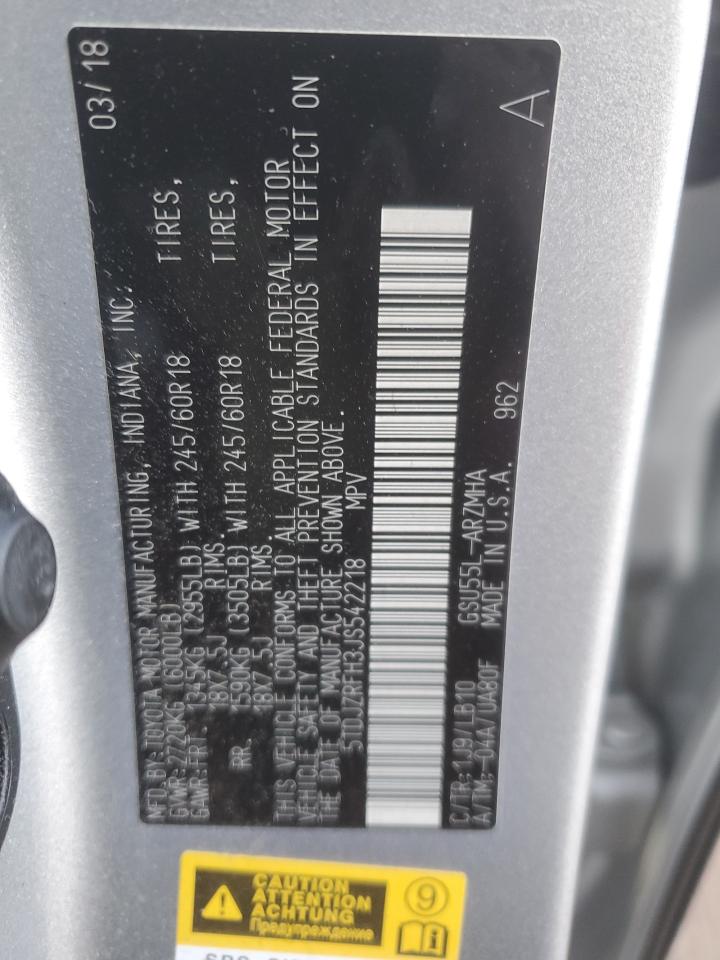 MFD. BY: TOYOTA MOTOR MANUFACTURING, INDIANA, INC. 03/18
GVWR: 2720KG (6000LB)
GAWR: FRT. 1345KG (2955LB) WITH 245/60R18 TIRES,
18X7.5J RIMS.
RR. 1590KG (3505LB) WITH 245/60R18 TIRES,
18X7.5J RIMS.
THIS VEHICLE CONFORMS TO ALL APPLICABLE FEDERAL MOTOR
VEHICLE SAFETY AND THEFT PREVENTION STANDARDS IN EFFECT ON
THE DATE OF MANUFACTURE SHOWN ABOVE.
5TDJZRFH3JS542218 MPV
C/TR: 1J9/LB10 GSU55L-ARZMHA
A/TM: -04A/UA80F MADE IN U.S.A. 962
A
CAUTION
ATTENTION
ACHTUNG
Предупреждение
9